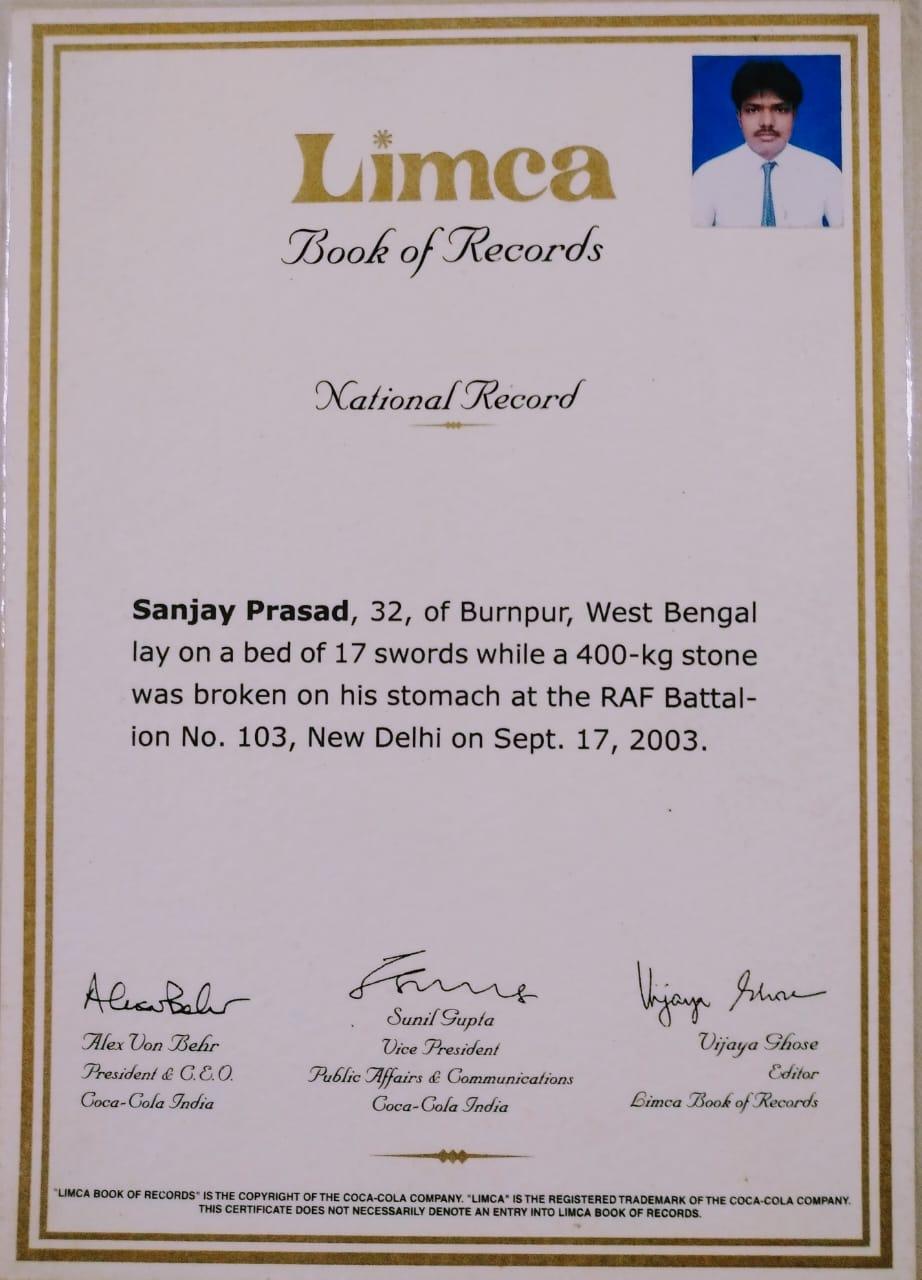 Limca
Book of Records
National Record
Sanjay Prasad, 32, of Burnpur, West Bengal
lay on a bed of 17 swords while a 400-kg stone
was broken on his stomach at the RAF Battal-
ion No. 103, New Delhi on Sept. 17, 2003.
Alex Von Behr
President & C.E.O.
Coca-Cola India
Sunil Gupta
Vice President
Public Affairs & Communications
Coca-Cola India
Vijaya Ghose
Vijaya Ghose
Editor
Limca Book of Records
"LIMCA BOOK OF RECORDS" IS THE COPYRIGHT OF THE COCA-COLA COMPANY. "LIMCA" IS THE REGISTERED TRADEMARK OF THE COCA-COLA COMPANY.
THIS CERTIFICATE DOES NOT NECESSARILY DENOTE AN ENTRY INTO LIMCA BOOK OF RECORDS.